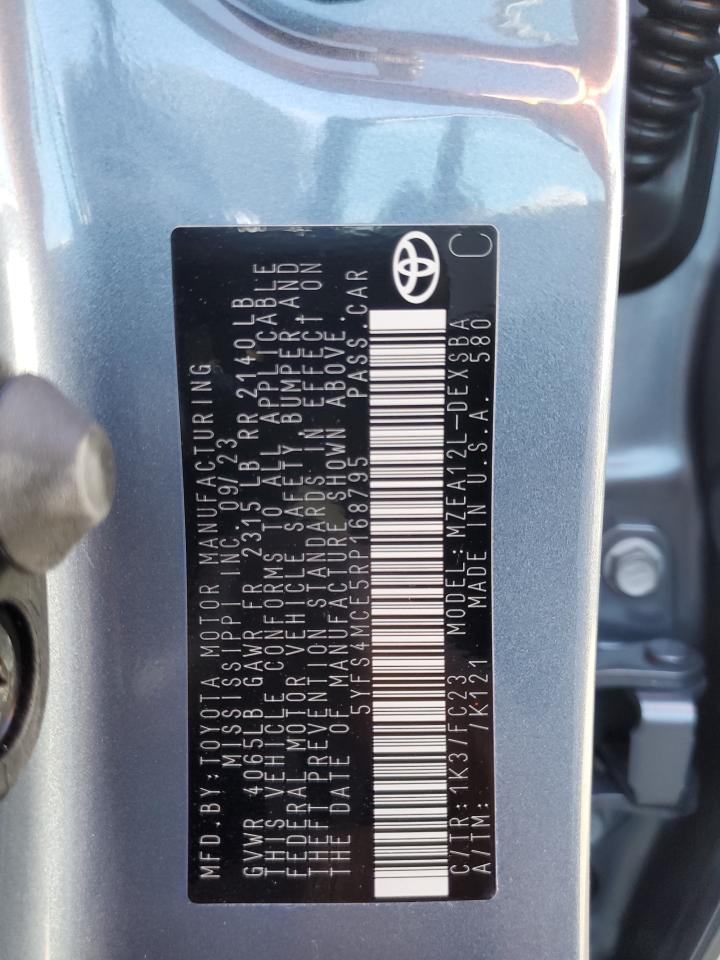 MFD.BY:TOYOTA MOTOR MANUFACTURING
MISSISSIPPI INC. 09/23
GVWR 4065LB GAWR FR 2315LB RR 2140LB
THIS VEHICLE CONFORMS TO ALL APPLICABLE
FEDERAL MOTOR VEHICLE SAFETY BUMPER AND
THEFT PREVENTION STANDARDS IN EFFECT ON
THE DATE OF MANUFACTURE SHOWN ABOVE.
5YFS4MCE5RP168795 PASS.CAR
C/TR:1K3/FC23 MODEL:MZEA12L-DEXSBA
A/TM: /K121 MADE IN U.S.A. 580
C